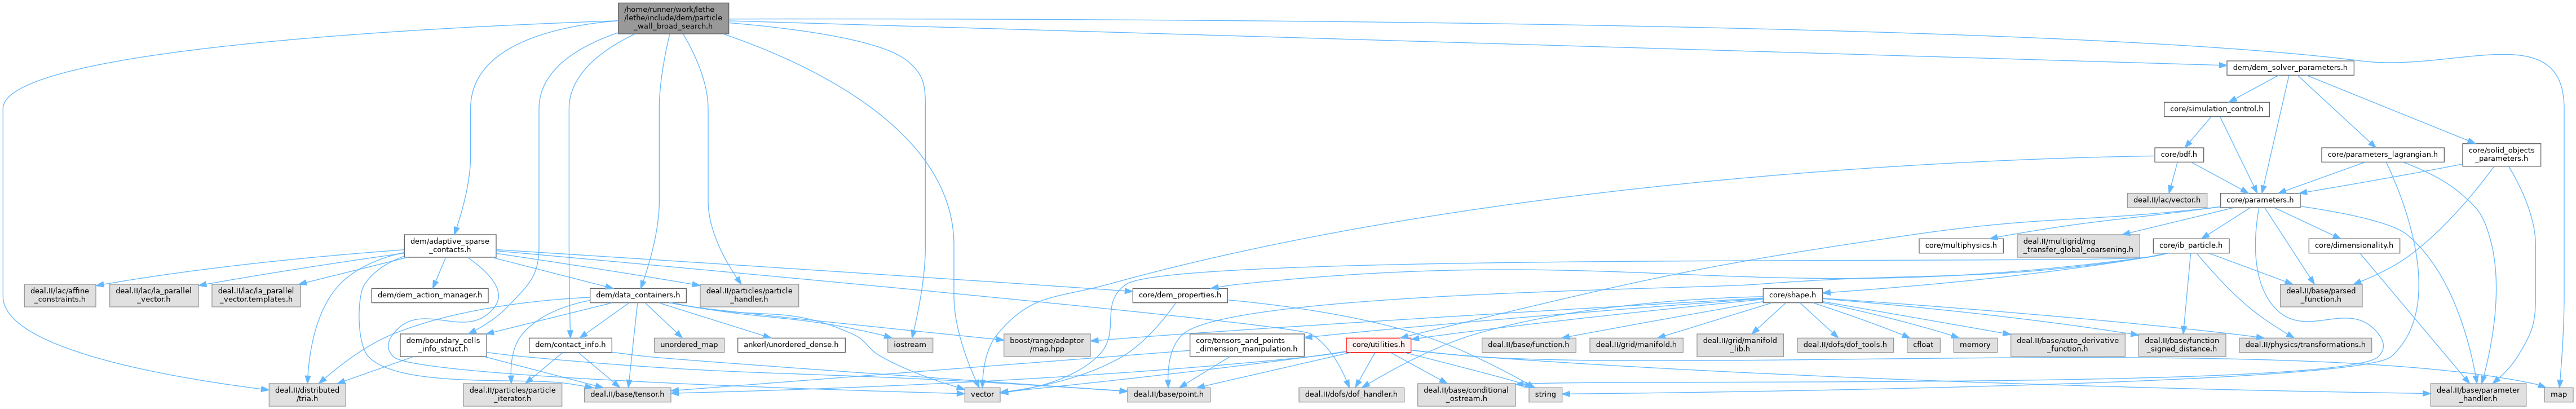 /home/runner/work/lethe
/lethe/include/dem/particle
_wall_broad_search.h
dem/dem_solver_parameters.h
core/simulation_control.h
core/bdf.h
core/parameters_lagrangian.h
core/solid_objects
_parameters.h
deal.II/lac/vector.h
core/parameters.h
dem/adaptive_sparse
_contacts.h
core/multiphysics.h
deal.II/multigrid/mg
_transfer_global_coarsening.h
core/ib_particle.h
core/dimensionality.h
deal.II/lac/affine
_constraints.h
deal.II/lac/la_parallel
_vector.h
deal.II/lac/la_parallel
_vector.templates.h
dem/dem_action_manager.h
dem/data_containers.h
deal.II/particles/particle
_handler.h
core/dem_properties.h
core/shape.h
deal.II/base/parsed
_function.h
dem/boundary_cells
_info_struct.h
dem/contact_info.h
unordered_map
ankerl/unordered_dense.h
iostream
boost/range/adaptor
/map.hpp
core/tensors_and_points
_dimension_manipulation.h
core/utilities.h
deal.II/base/function.h
deal.II/grid/manifold.h
deal.II/grid/manifold
_lib.h
deal.II/dofs/dof_tools.h
cfloat
memory
deal.II/base/auto_derivative
_function.h
deal.II/base/function
_signed_distance.h
deal.II/physics/transformations.h
deal.II/distributed
/tria.h
deal.II/particles/particle
_iterator.h
deal.II/base/tensor.h
vector
deal.II/base/point.h
deal.II/dofs/dof_handler.h
deal.II/base/conditional
_ostream.h
string
deal.II/base/parameter
_handler.h
map